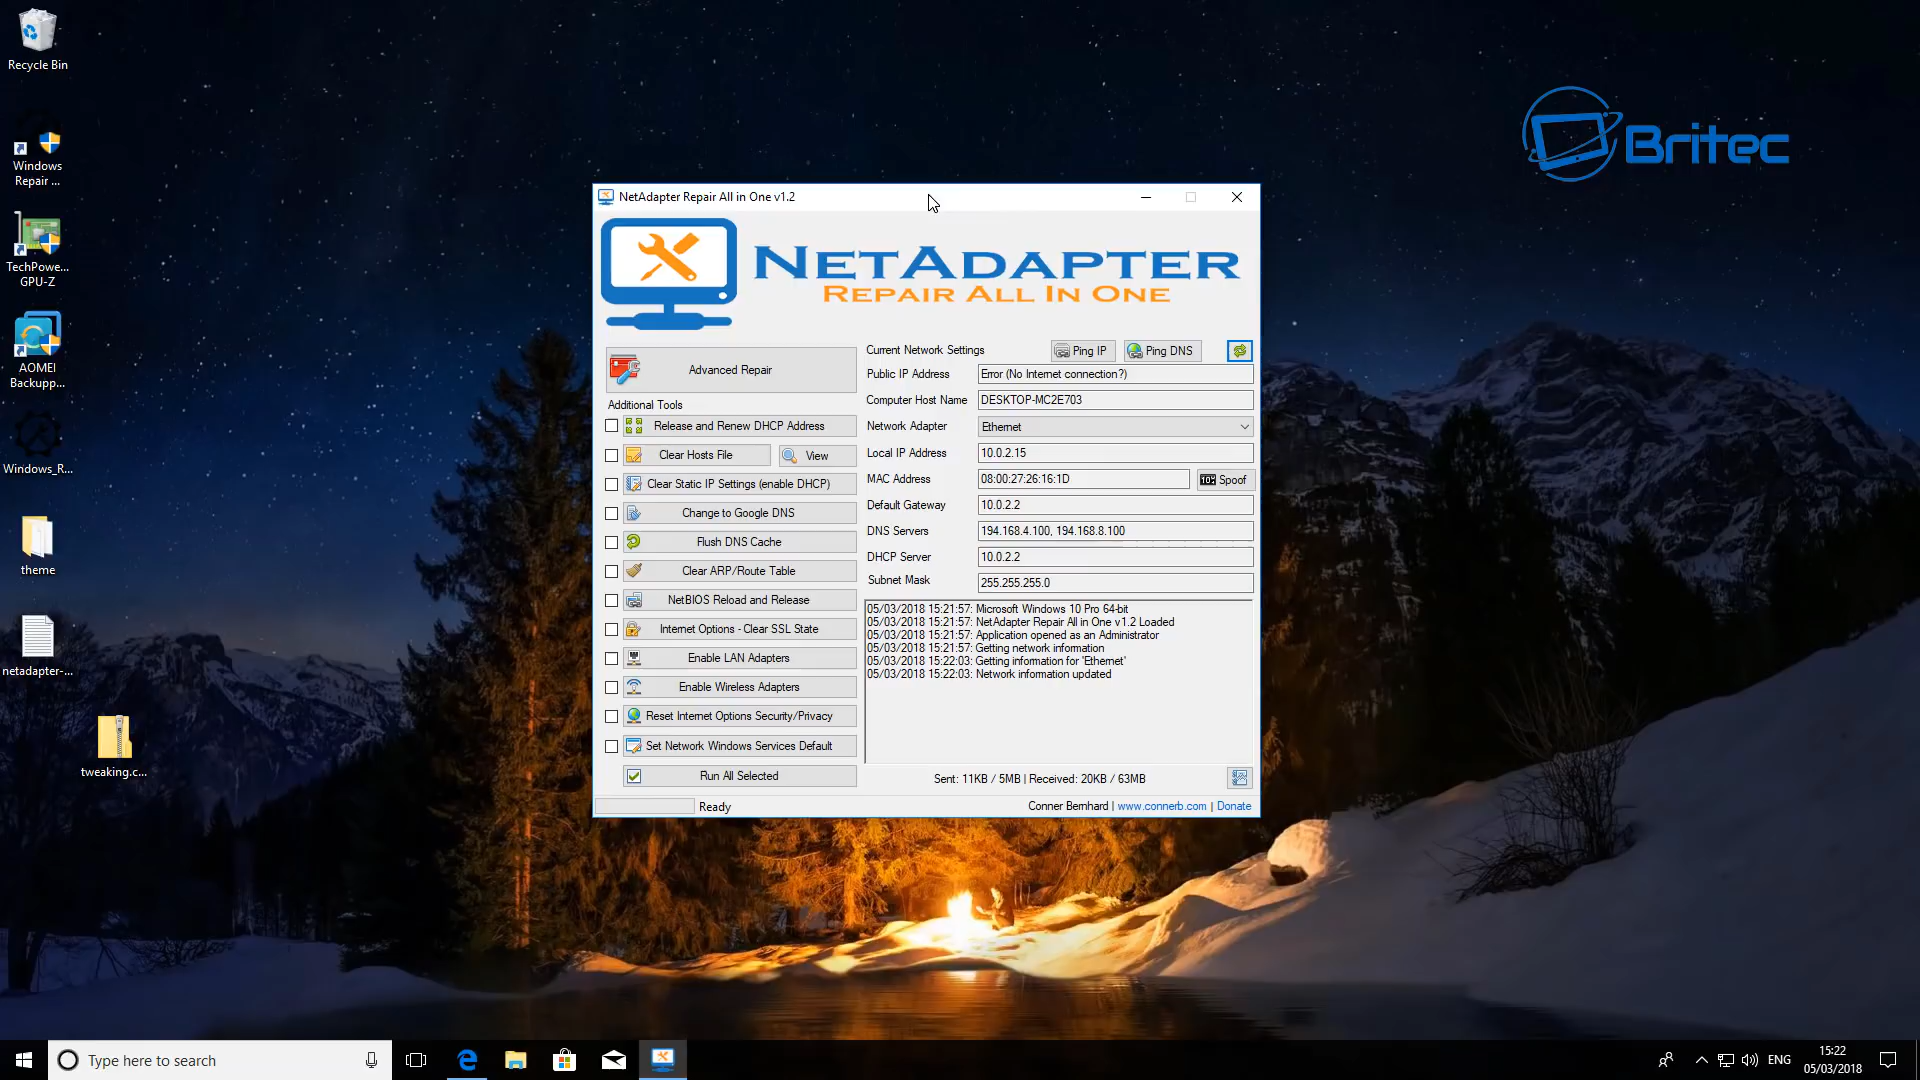 Recycle Bin
Windows
Repair ...
TechPowe...
GPU-Z
AOMEI
Backupp...
Windows_R...
theme
netadapter-...
tweaking.c...
Britec
NetAdapter Repair All in One v1.2
NETADAPTER
REPAIR ALL IN ONE
Advanced Repair
Additional Tools
Release and Renew DHCP Address
Clear Hosts File
View
Clear Static IP Settings (enable DHCP)
Change to Google DNS
Flush DNS Cache
Clear ARP/Route Table
NetBIOS Reload and Release
Internet Options - Clear SSL State
Enable LAN Adapters
Enable Wireless Adapters
Reset Internet Options Security/Privacy
Set Network Windows Services Default
Run All Selected
Ready
Current Network Settings
Ping IP
Ping DNS
Public IP Address Error (No Internet connection?)
Computer Host Name DESKTOP-MC2E703
Network Adapter Ethernet
Local IP Address 10.0.2.15
MAC Address 08:00:27:26:16:1D Spoof
Default Gateway 10.0.2.2
DNS Servers 194.168.4.100, 194.168.8.100
DHCP Server 10.0.2.2
Subnet Mask 255.255.255.0
05/03/2018 15:21:57: Microsoft Windows 10 Pro 64-bit
05/03/2018 15:21:57: NetAdapter Repair All in One v1.2 Loaded
05/03/2018 15:21:57: Application opened as an Administrator
05/03/2018 15:21:57: Getting network information
05/03/2018 15:22:03: Getting information for 'Ethernet'
05/03/2018 15:22:03: Network information updated
Sent: 11KB / 5MB | Received: 20KB / 63MB
Conner Bernhard | www.connerb.com | Donate
Type here to search
ENG
15:22
05/03/2018